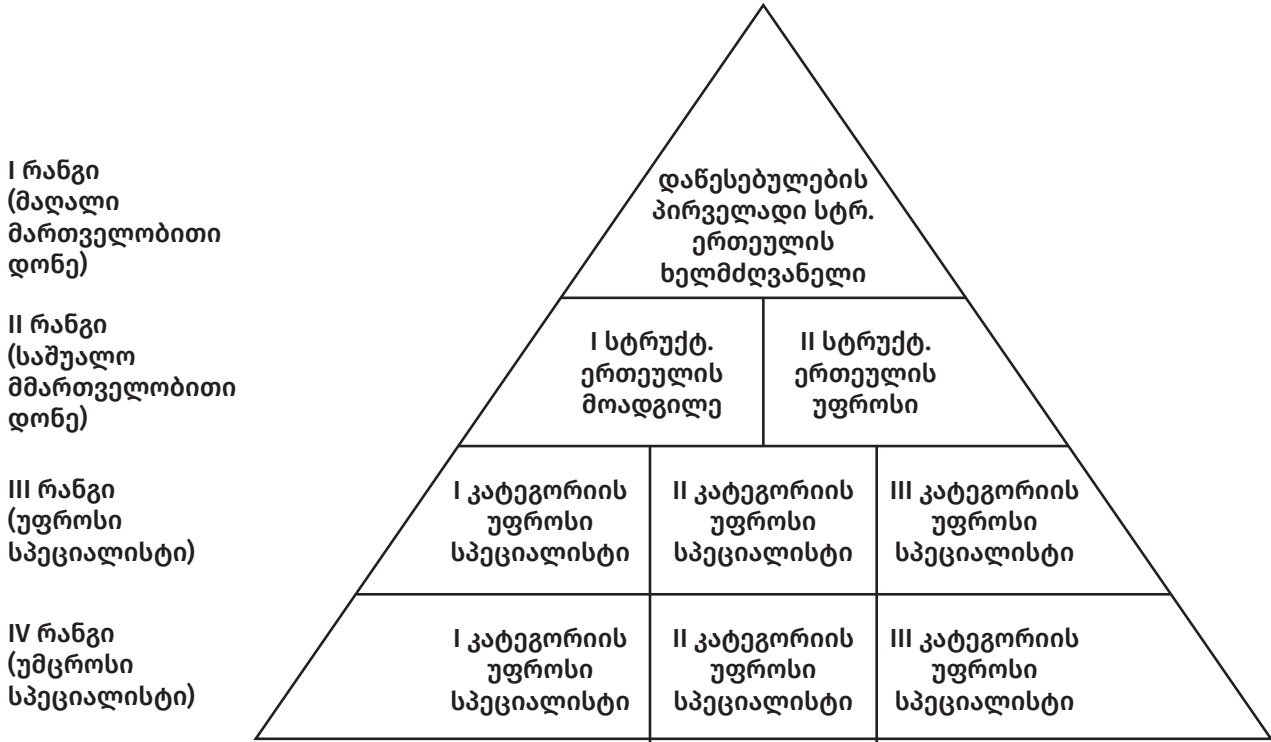 I რანგი
(მაღალი
მართველობითი
დონე)
დაწესებულების
პირველადი სტრ.
ერთეულის
ხელმძღვანელი
II რანგი
(საშუალო
მმართველობითი
დონე)
I სტრუქტ.
ერთეულის
მოადგილე
II სტრუქტ.
ერთეულის
უფროსი
III რანგი
(უფროსი
სპეციალისტი)
I კატეგორიის
უფროსი
სპეციალისტი
II კატეგორიის
უფროსი
სპეციალისტი
III კატეგორიის
უფროსი
სპეციალისტი
IV რანგი
(უმცროსი
სპეციალისტი)
I კატეგორიის
უფროსი
სპეციალისტი
II კატეგორიის
უფროსი
სპეციალისტი
III კატეგორიის
უფროსი
სპეციალისტი